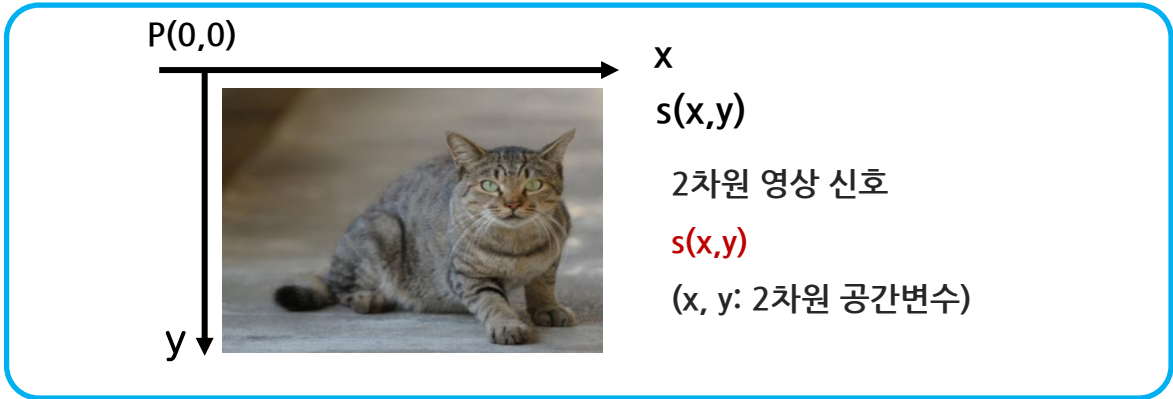 P(0,0)
x
s(x,y)
2차원 영상 신호
s(x,y)
(x, y: 2차원 공간변수)
y